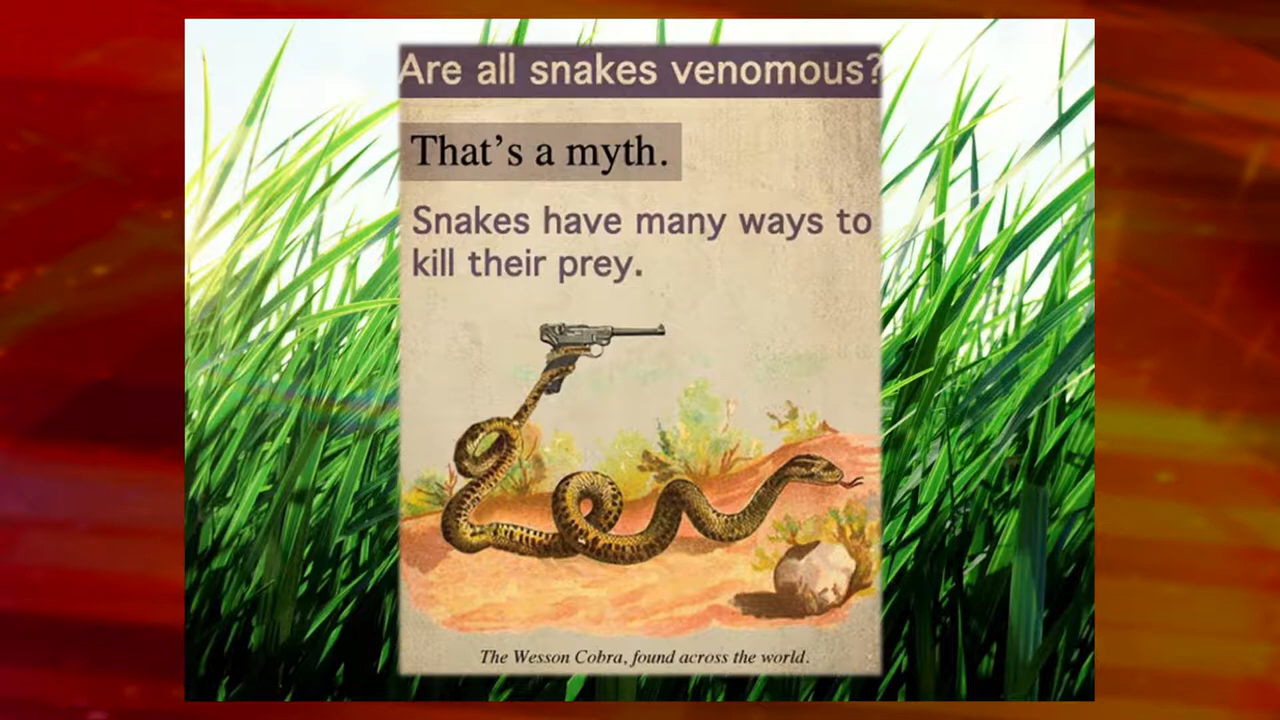 Are all snakes venomous?
That's a myth.
Snakes have many ways to
kill their prey.
The Wesson Cobra, found across the world.